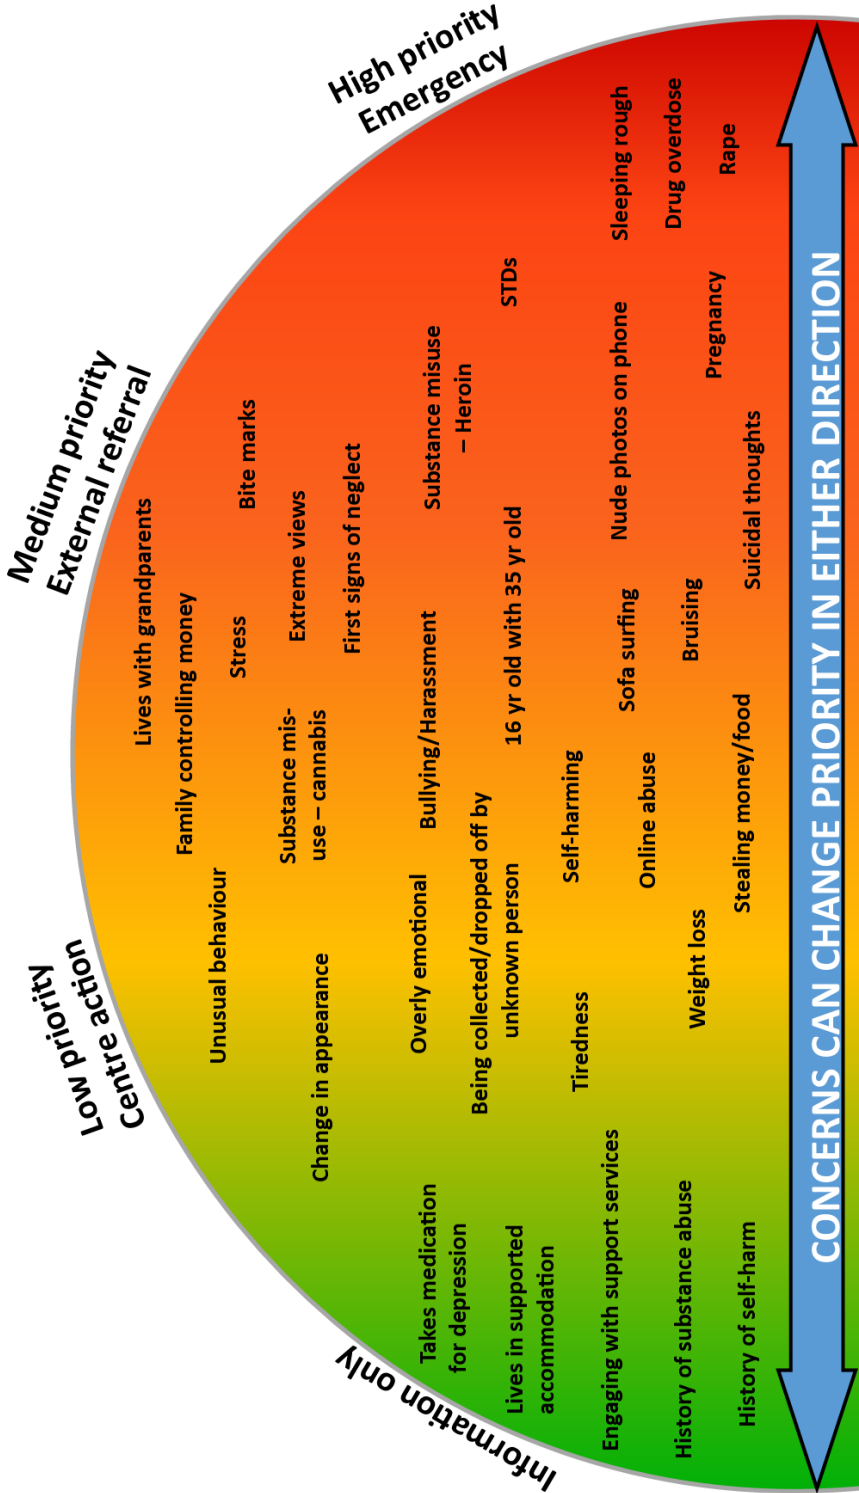 Information only
Low priority
Centre action
Medium priority
External referral
High priority
Emergency
Lives with grandparents
Family controlling money
Unusual behaviour
Stress
Bite marks
Substance mis-
use – cannabis
Extreme views
Change in appearance
First signs of neglect
Takes medication
for depression
Overly emotional
Bullying/Harassment
Substance misuse
– Heroin
Being collected/dropped off by
unknown person
Lives in supported
accommodation
16 yr old with 35 yr old
STDs
Tiredness
Self-harming
Engaging with support services
Sofa surfing
Nude photos on phone
Sleeping rough
Online abuse
Drug overdose
History of substance abuse
Weight loss
Bruising
Pregnancy
Rape
History of self-harm
Stealing money/food
Suicidal thoughts
CONCERNS CAN CHANGE PRIORITY IN EITHER DIRECTION